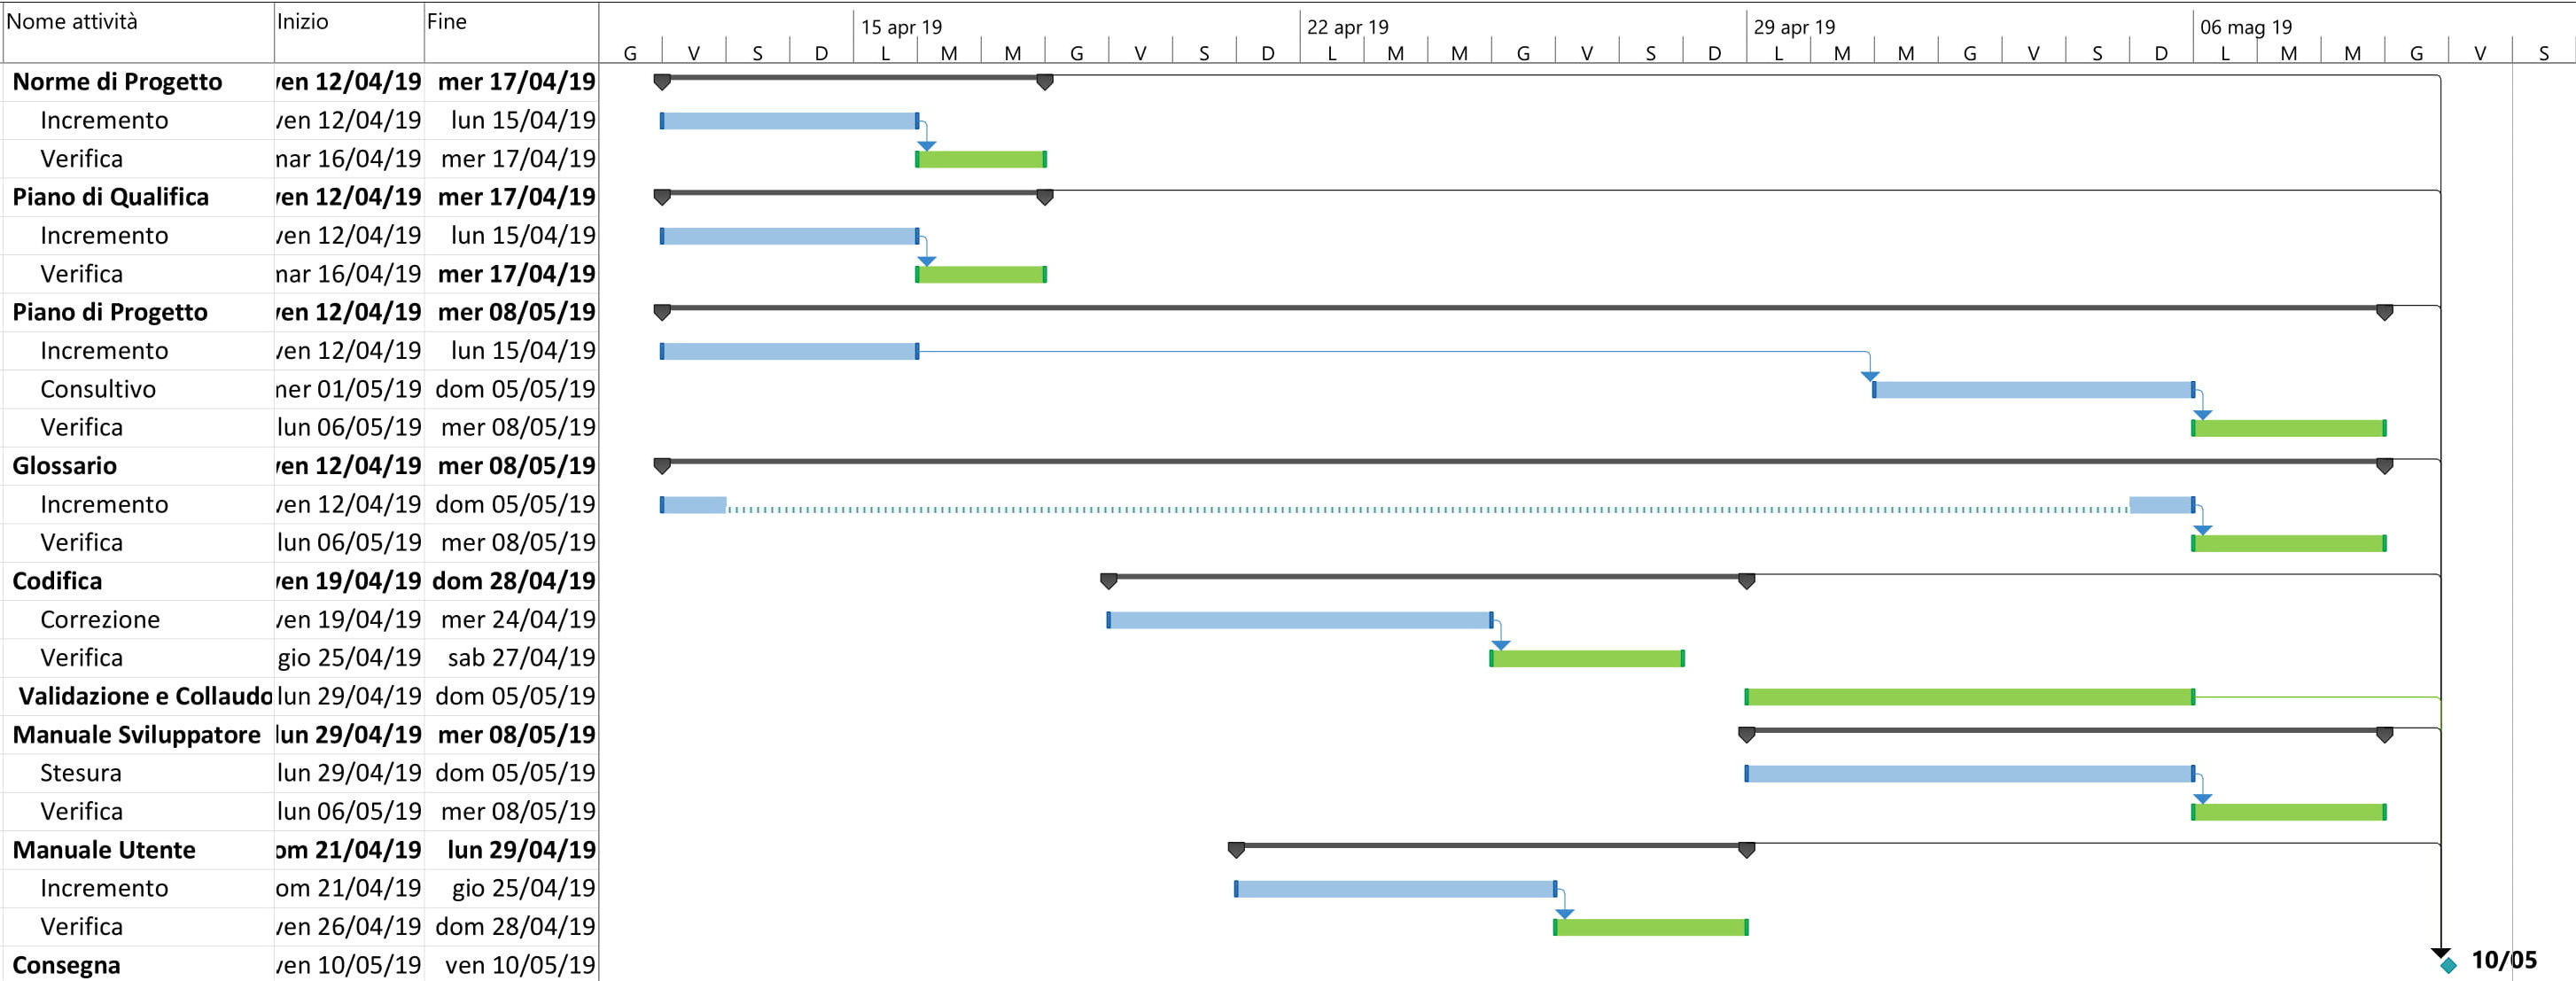 Nome attività Inizio Fine
15 apr 19 22 apr 19 29 apr 19 06 mag 19
G V S D L M M G V S D L M M G V S D L M M G V S D L M M G V S
Norme di Progetto ven 12/04/19 mer 17/04/19
Incremento ven 12/04/19 lun 15/04/19
Verifica mar 16/04/19 mer 17/04/19
Piano di Qualifica ven 12/04/19 mer 17/04/19
Incremento ven 12/04/19 lun 15/04/19
Verifica mar 16/04/19 mer 17/04/19
Piano di Progetto ven 12/04/19 mer 08/05/19
Incremento ven 12/04/19 lun 15/04/19
Consultivo mer 01/05/19 dom 05/05/19
Verifica lun 06/05/19 mer 08/05/19
Glossario ven 12/04/19 mer 08/05/19
Incremento ven 12/04/19 dom 05/05/19
Verifica lun 06/05/19 mer 08/05/19
Codifica ven 19/04/19 dom 28/04/19
Correzione ven 19/04/19 mer 24/04/19
Verifica gio 25/04/19 sab 27/04/19
Validazione e Collaudo lun 29/04/19 dom 05/05/19
Manuale Sviluppatore lun 29/04/19 mer 08/05/19
Stesura lun 29/04/19 dom 05/05/19
Verifica lun 06/05/19 mer 08/05/19
Manuale Utente om 21/04/19 lun 29/04/19
Incremento om 21/04/19 gio 25/04/19
Verifica ven 26/04/19 dom 28/04/19
Consegna ven 10/05/19 ven 10/05/19 10/05